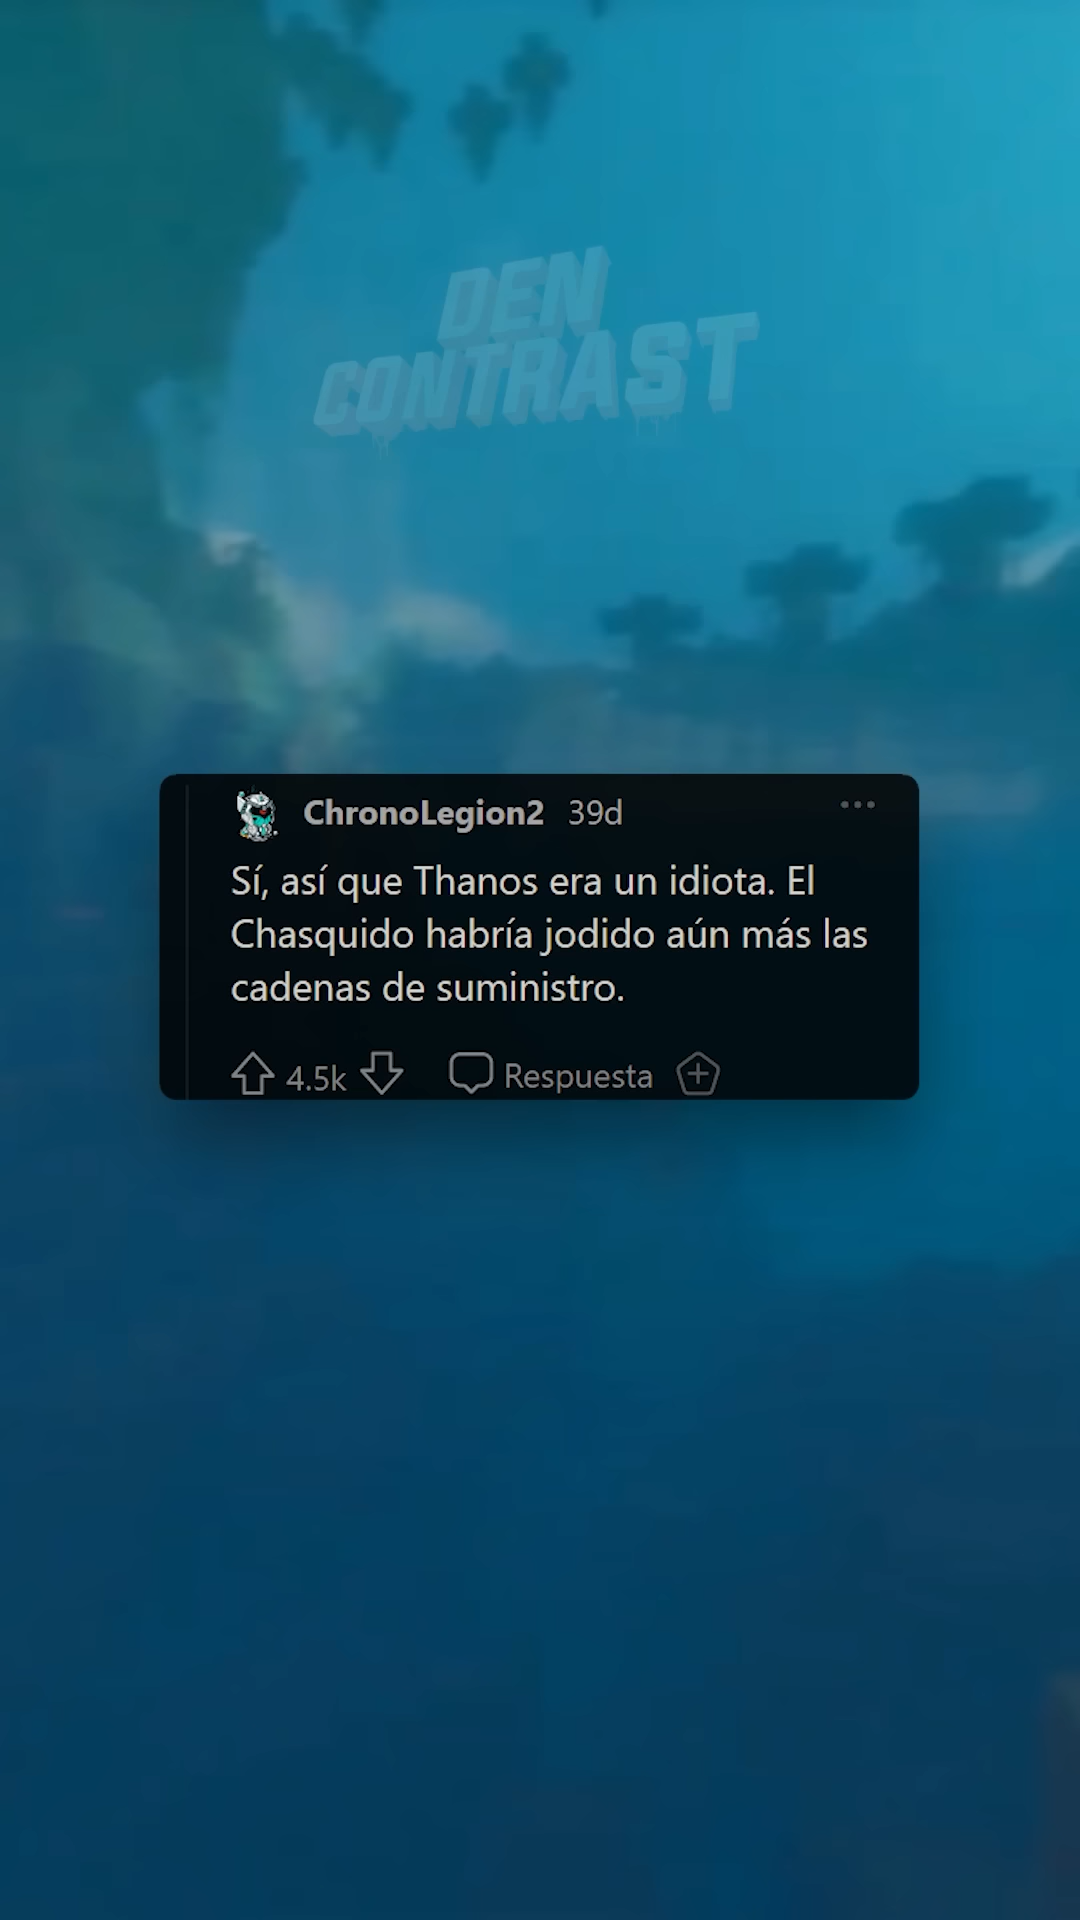 DEN
CONTRAST
ChronoLegion2 39d
Sí, así que Thanos era un idiota. El
Chasquido habría jodido aún más las
cadenas de suministro.
4.5k Respuesta